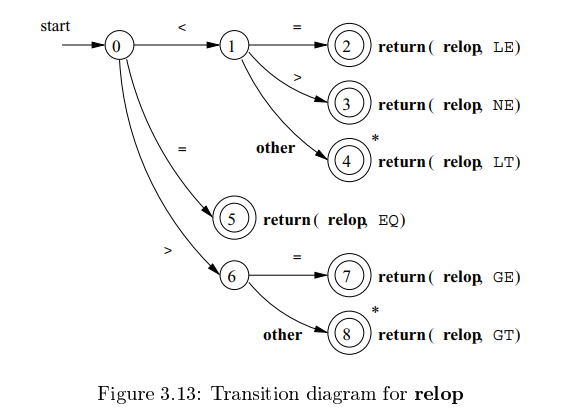 start
0 < 1 = 2 return( relop, LE)
> 3 return( relop, NE)
other 4 * return( relop, LT)
= 5 return( relop, EQ)
> 6 = 7 return( relop, GE)
other 8 * return( relop, GT)
Figure 3.13: Transition diagram for relop